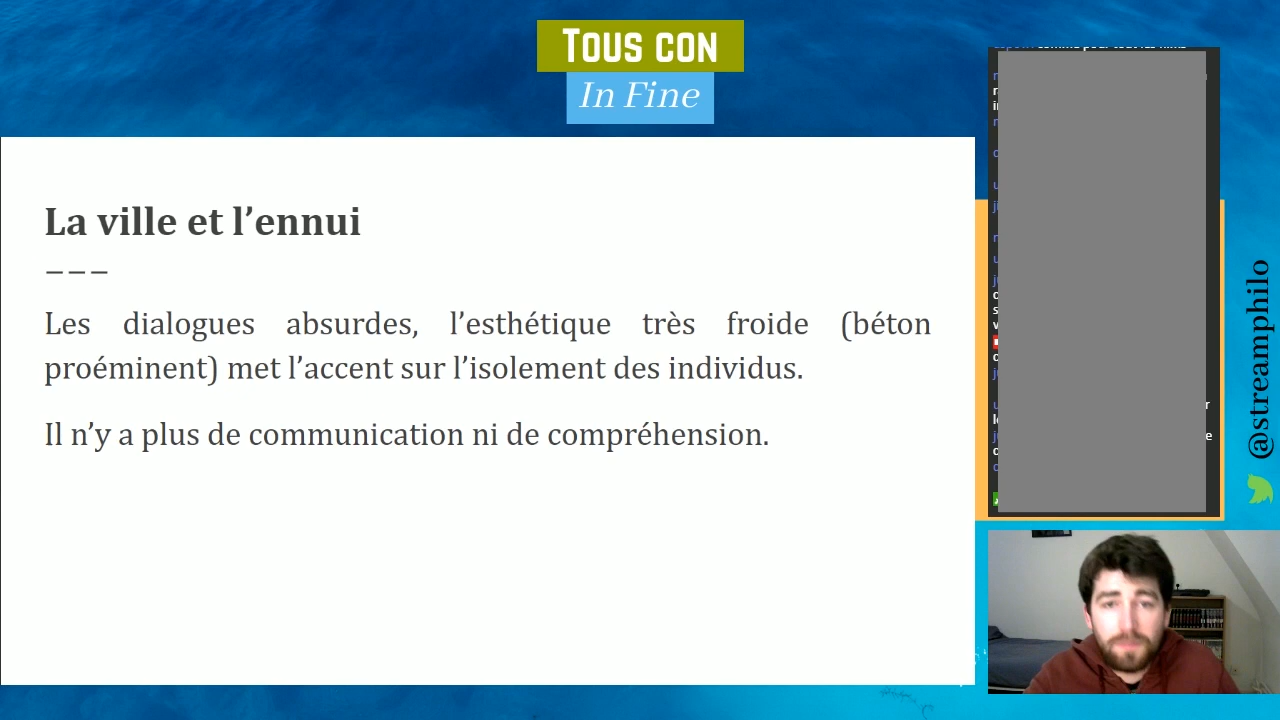 TOUS CON
In Fine
La ville et l’ennui
–––
Les dialogues absurdes, l’esthétique très froide (béton
proéminent) met l’accent sur l’isolement des individus.
Il n’y a plus de communication ni de compréhension.
@streamphilo